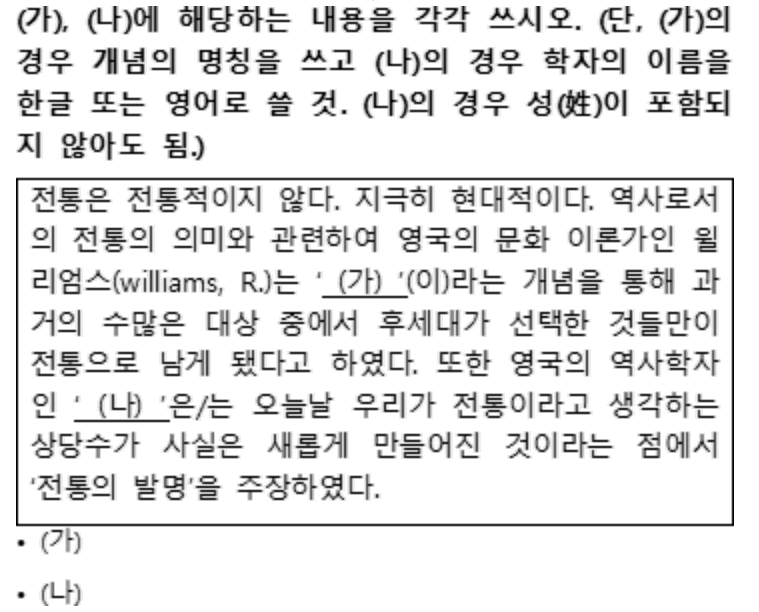 (가), (나)에 해당하는 내용을 각각 쓰시오. (단, (가)의
경우 개념의 명칭을 쓰고 (나)의 경우 학자의 이름을
한글 또는 영어로 쓸 것. (나)의 경우 성(姓)이 포함되
지 않아도 됨.)
전통은 전통적이지 않다. 지극히 현대적이다. 역사로서
의 전통의 의미와 관련하여 영국의 문화 이론가인 윌
리엄스(williams, R.)는 ‘ (가) ’(이)라는 개념을 통해 과
거의 수많은 대상 중에서 후세대가 선택한 것들만이
전통으로 남게 됐다고 하였다. 또한 영국의 역사학자
인 ‘ (나) ’은/는 오늘날 우리가 전통이라고 생각하는
상당수가 사실은 새롭게 만들어진 것이라는 점에서
‘전통의 발명’을 주장하였다.
• (가)
• (나)